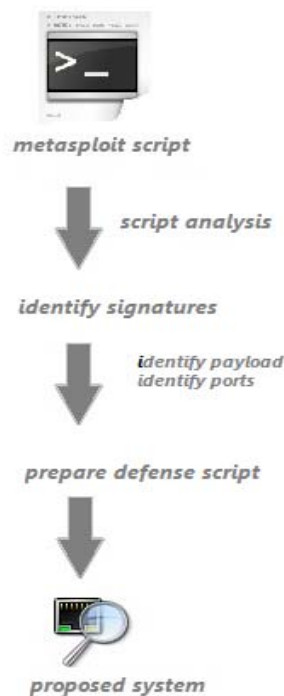 >_
metasploit script
script analysis
identify signatures
identify payload
identify ports
prepare defense script
proposed system